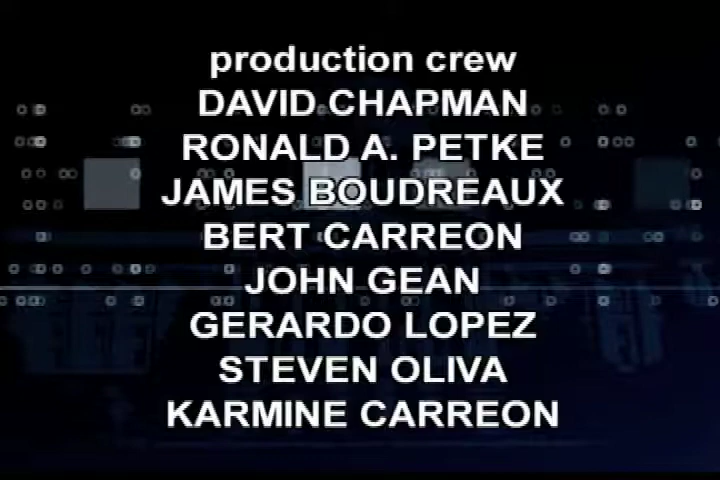 production crew
DAVID CHAPMAN
RONALD A. PETKE
JAMES BOUDREAUX
BERT CARREON
JOHN GEAN
GERARDO LOPEZ
STEVEN OLIVA
KARMINE CARREON